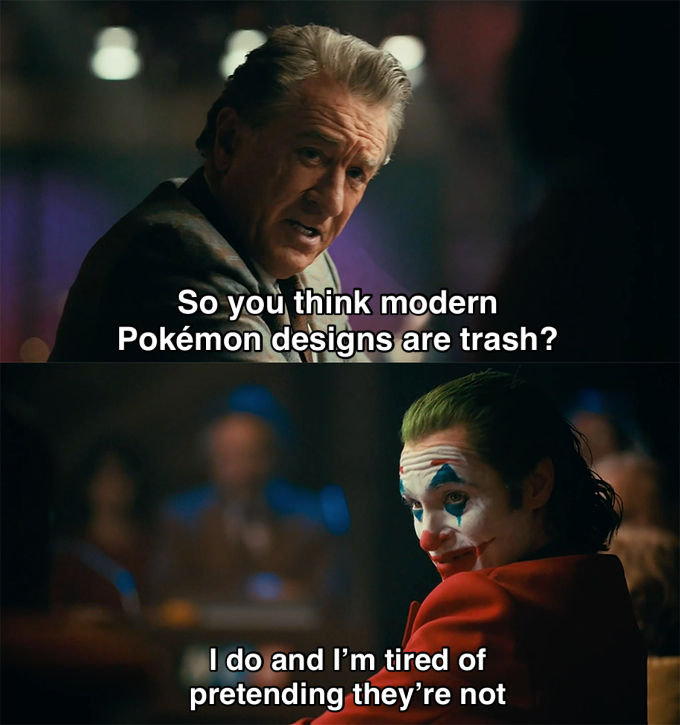 So you think modern
Pokémon designs are trash?
I do and I’m tired of
pretending they’re not